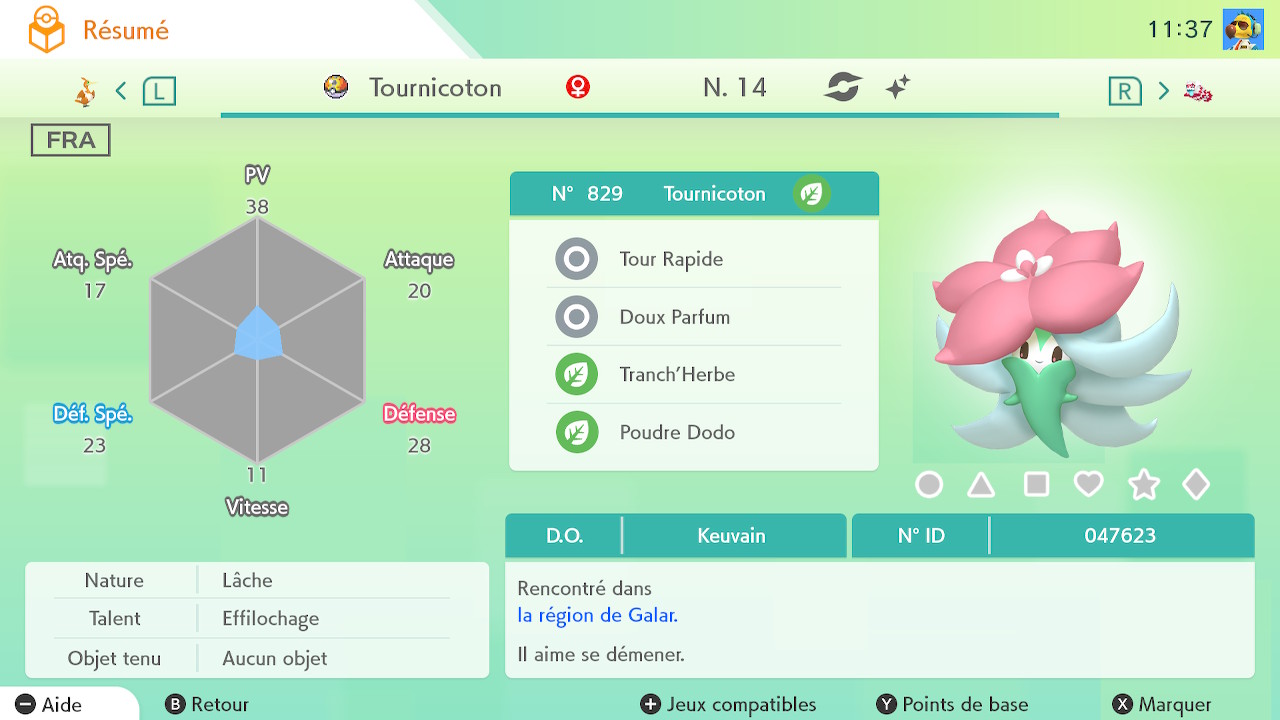 Résumé
11:37
L
Tournicoton
N. 14
R
FRA
PV
38
Atq. Spé.
17
Attaque
20
Déf. Spé.
23
Défense
28
11
Vitesse
N° 829 Tournicoton
Tour Rapide
Doux Parfum
Tranch'Herbe
Poudre Dodo
D.O. Keuvain
N° ID 047623
Nature Lâche
Talent Effilochage
Objet tenu Aucun objet
Rencontré dans
la région de Galar.
Il aime se démener.
Aide
B Retour
Jeux compatibles
Y Points de base
X Marquer